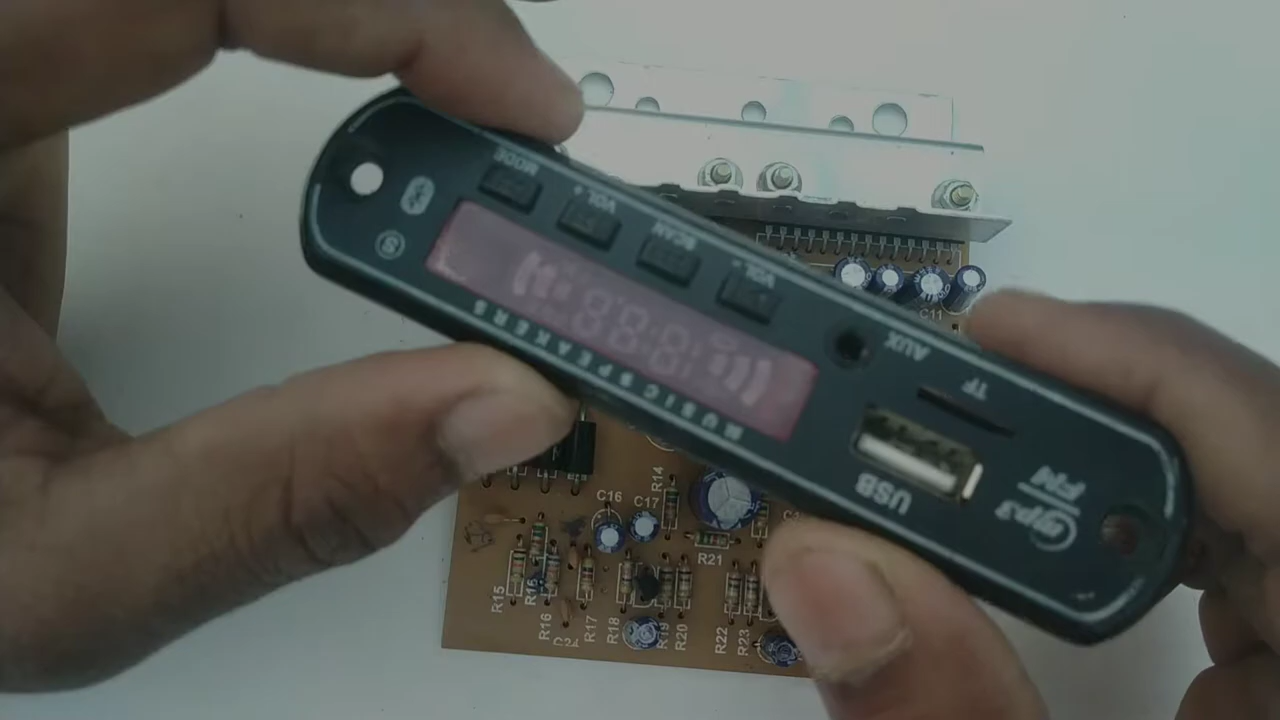 MODE
VOL+
SCAN
VOL-
AUX
TF
USB
mp3
FM
MUSIC SPEAKERS
C11
R14
C16
C17
R21
R15
R16
R16
R17
R18
R19
R20
R22
R23